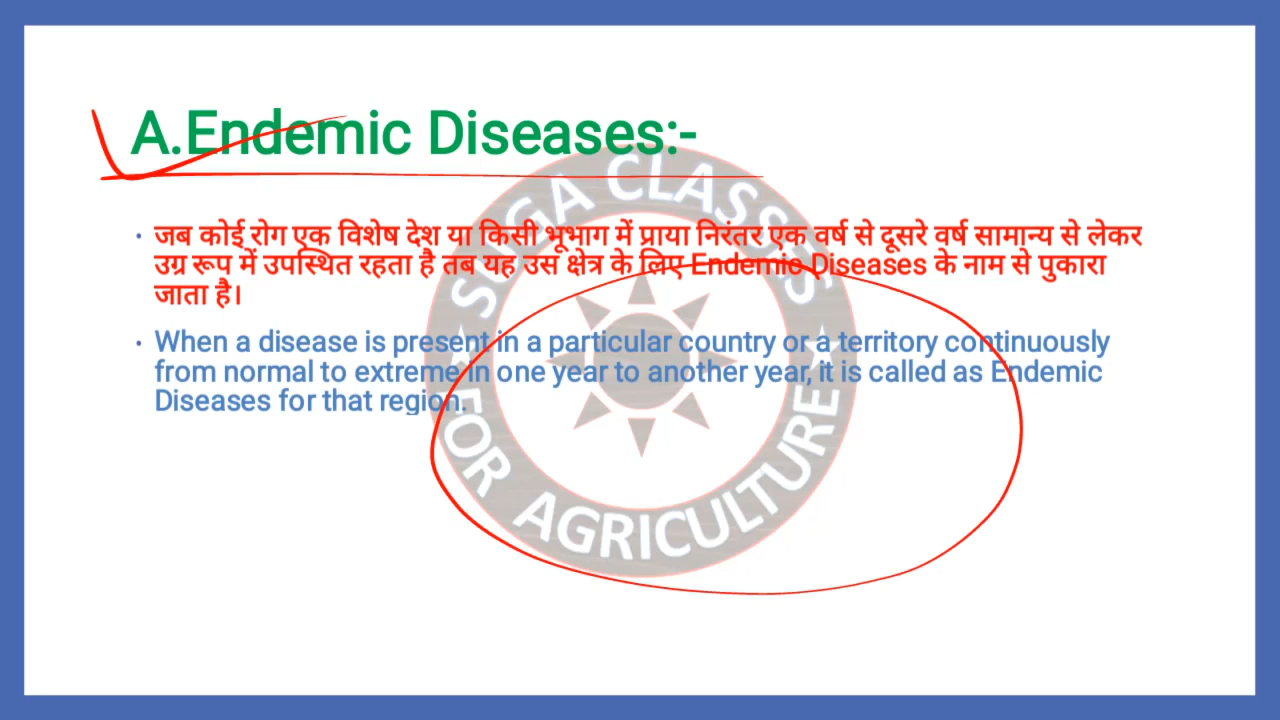 A.Endemic Diseases:-
• जब कोई रोग एक विशेष देश या किसी भूभाग में प्राया निरंतर एक वर्ष से दूसरे वर्ष सामान्य से लेकर
उग्र रूप में उपस्थित रहता है तब यह उस क्षेत्र के लिए Endemic Diseases के नाम से पुकारा
जाता है।
• When a disease is present in a particular country or a territory continuously
from normal to extreme in one year to another year, it is called as Endemic
Diseases for that region.
SUGA CLASSES
FOR AGRICULTURE